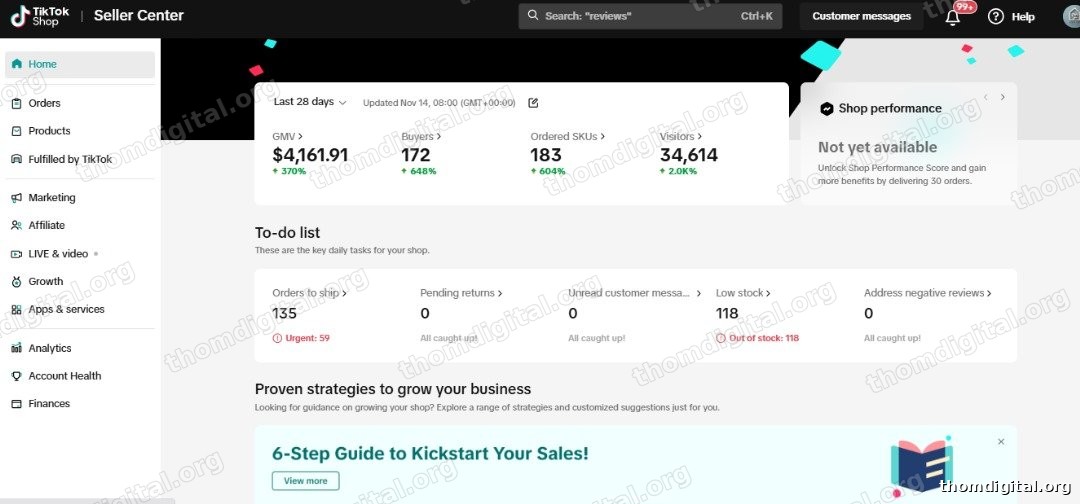 TikTok
Shop
Seller Center
Search: "reviews"
Ctrl+K
Customer messages
99+
Help
Home
Orders
Products
Fulfilled by TikTok
Marketing
Affiliate
LIVE & video
Growth
Apps & services
Analytics
Account Health
Finances
Last 28 days
Updated Nov 14, 08:00 (GMT+00:00)
GMV
$4,161.91
370%
Buyers
172
648%
Ordered SKUs
183
604%
Visitors
34,614
2.0K%
Shop performance
Not yet available
Unlock Shop Performance Score and gain
more benefits by delivering 30 orders.
To-do list
These are the key daily tasks for your shop.
Orders to ship
135
Urgent: 59
Pending returns
0
All caught up!
Unread customer messa...
0
All caught up!
Low stock
118
Out of stock: 118
Address negative reviews
0
All caught up!
Proven strategies to grow your business
Looking for guidance on growing your shop? Explore a range of strategies and customized suggestions just for you.
6-Step Guide to Kickstart Your Sales!
View more
thomdigital.org